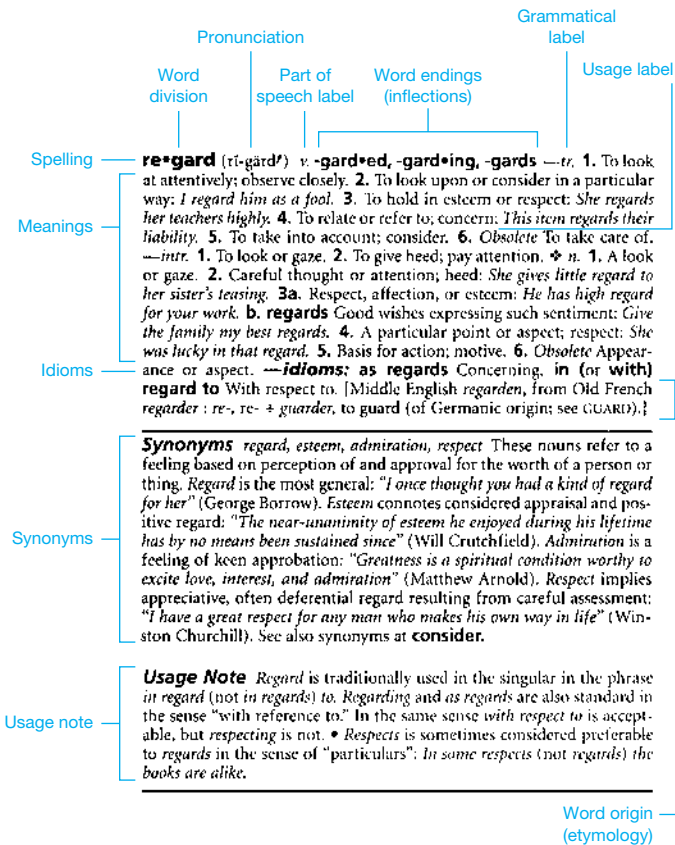 Grammatical
label
Pronunciation
Usage label
Word
division
Part of
speech label
Word endings
(inflections)
Spelling
re•gard (rĭ-gärd′) v. -gard•ed, -gard•ing, -gards —tr. 1. To look
at attentively; observe closely. 2. To look upon or consider in a particular
way: I regard him as a fool. 3. To hold in esteem or respect: She regards
Meanings
her teachers highly. 4. To relate or refer to; concern: This item regards their
liability. 5. To take into account; consider. 6. Obsolete To take care of.
—intr. 1. To look or gaze. 2. To give heed; pay attention. ❖ n. 1. A look
or gaze. 2. Careful thought or attention; heed: She gives little regard to
her sister's teasing. 3a. Respect, affection, or esteem: He has high regard
for your work. b. regards Good wishes expressing such sentiment: Give
the family my best regards. 4. A particular point or aspect; respect: She
was lucky in that regard. 5. Basis for action; motive. 6. Obsolete Appear-
Idioms
ance or aspect. —idioms: as regards Concerning. in (or with)
regard to With respect to. [Middle English regarden, from Old French
regarder : re-, re- + guarder, to guard (of Germanic origin; see GUARD).]
Synonyms regard, esteem, admiration, respect These nouns refer to a
feeling based on perception of and approval for the worth of a person or
thing. Regard is the most general: "I once thought you had a kind of regard
for her" (George Borrow). Esteem connotes considered appraisal and pos-
itive regard: "The near-unanimity of esteem he enjoyed during his lifetime
Synonyms
has by no means been sustained since" (Will Crutchfield). Admiration is a
feeling of keen approbation: "Greatness is a spiritual condition worthy to
excite love, interest, and admiration" (Matthew Arnold). Respect implies
appreciative, often deferential regard resulting from careful assessment:
"I have a great respect for any man who makes his own way in life" (Win-
ston Churchill). See also synonyms at consider.
Usage Note Regard is traditionally used in the singular in the phrase
in regard (not in regards) to. Regarding and as regards are also standard in
Usage note
the sense "with reference to." In the same sense with respect to is accept-
able, but respecting is not. • Respects is sometimes considered preferable
to regards in the sense of "particulars": In some respects (not regards) the
books are alike.
Word origin
(etymology)